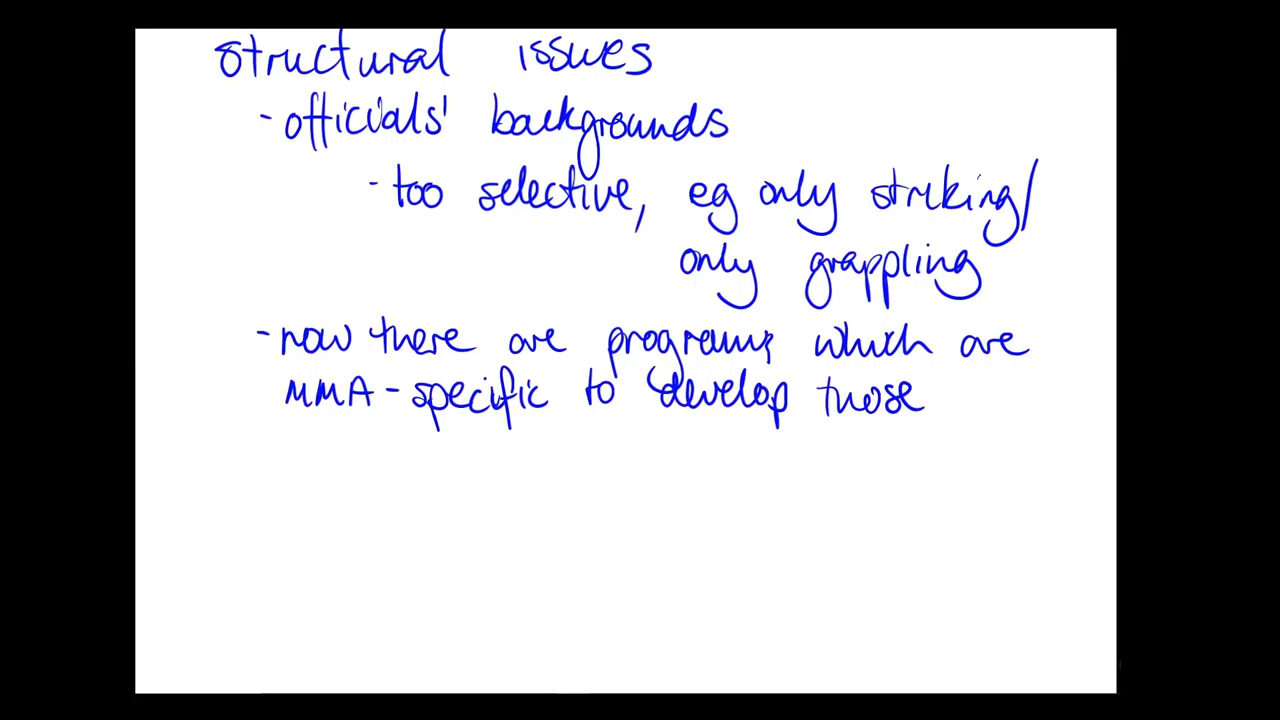 structural issues
- officials' backgrounds
- too selective, eg only striking/
only grappling
- now there are programs which are
MMA-specific to develop those